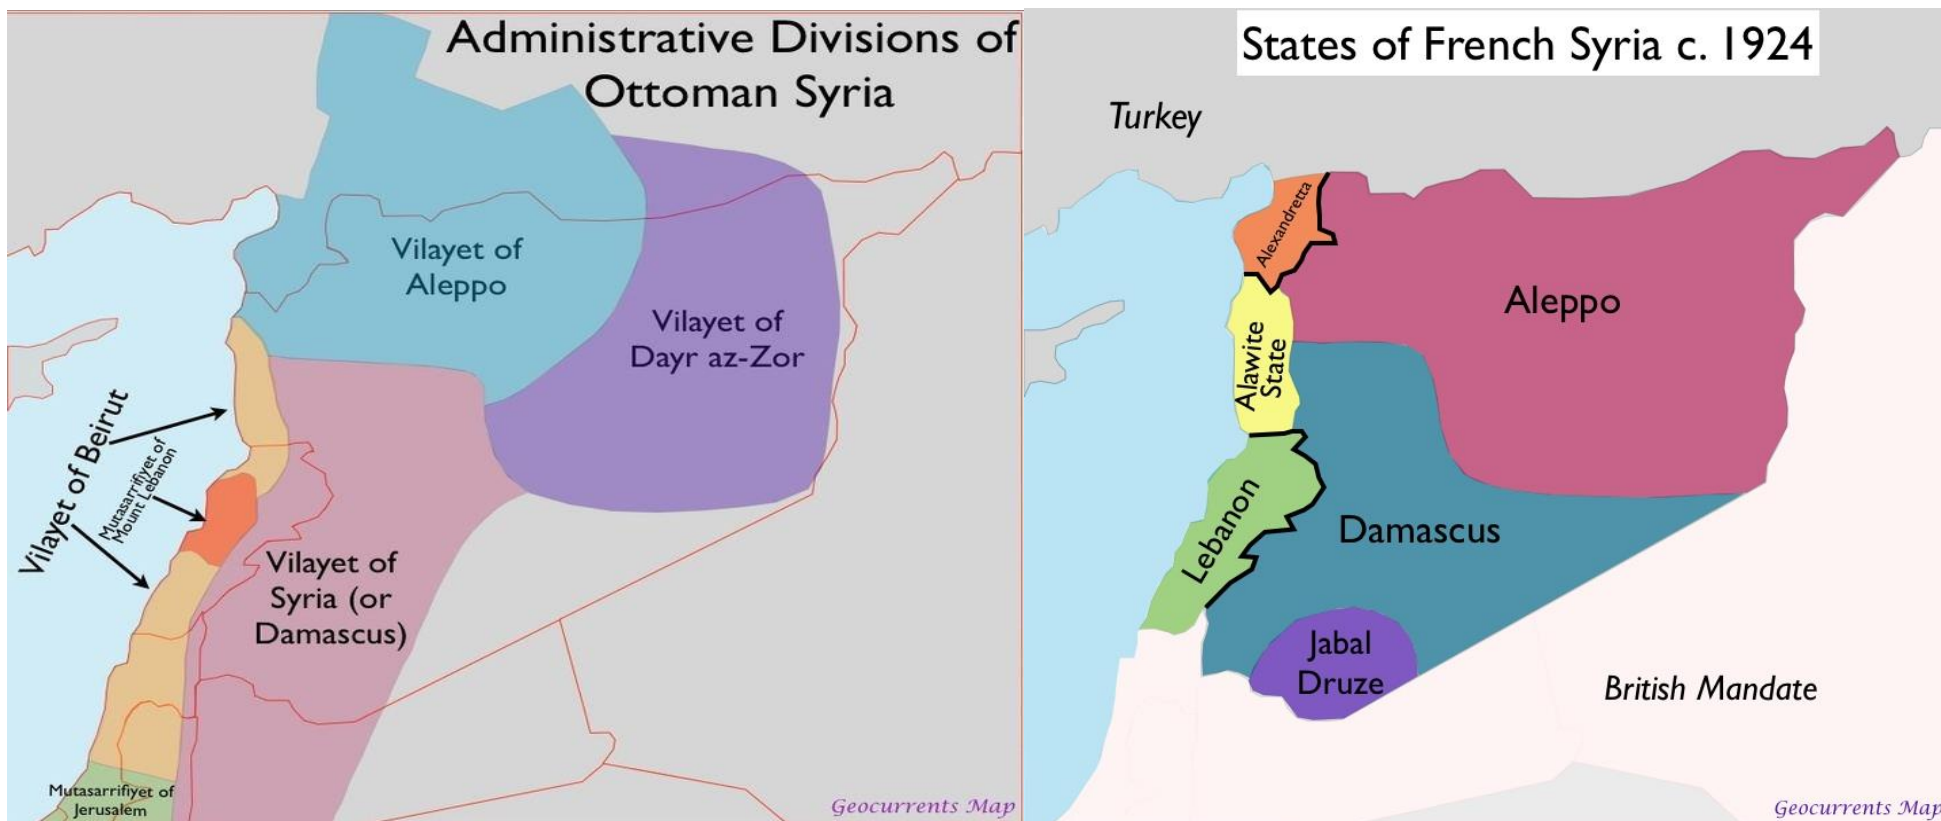 Administrative Divisions of
Ottoman Syria
Vilayet of
Aleppo
Vilayet of
Dayr az-Zor
Vilayet of Beirut
Mutasarrifiyet of
Mount Lebanon
Vilayet of
Syria (or
Damascus)
Mutasarrifiyet of
Jerusalem
Geocurrents Map
States of French Syria c. 1924
Turkey
Alexandretta
Aleppo
Alawite
State
Lebanon
Damascus
Jabal
Druze
British Mandate
Geocurrents Map